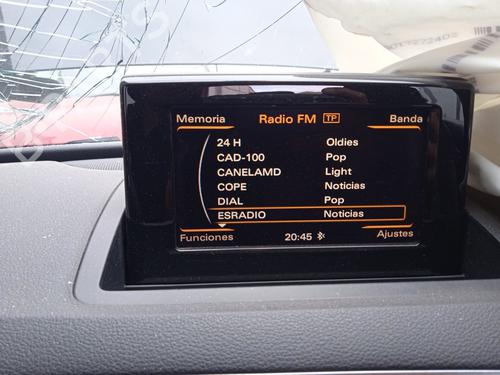 Memoria Radio FM TP Banda
24 H Oldies
CAD-100 Pop
CANELAMD Light
COPE Noticias
DIAL Pop
ESRADIO Noticias
Funciones 20:45 Ajustes